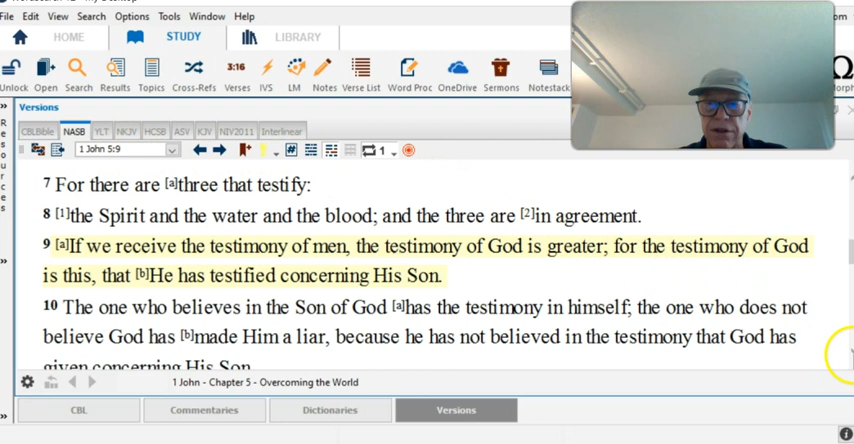 File Edit View Search Options Tools Window Help
HOME STUDY LIBRARY
3:16
Unlock Open Search Results Topics Cross-Refs Verses IVS LM Notes Verse List Word Proc OneDrive Sermons Notestack
Versions
CBLBible NASB YLT NKJV HCSB ASV KJV NIV2011 Interlinear
1 John 5:9 1
Resources
7 For there are [a]three that testify:
8 [1]the Spirit and the water and the blood; and the three are [2]in agreement.
9 [a]If we receive the testimony of men, the testimony of God is greater; for the testimony of God
is this, that [b]He has testified concerning His Son.
10 The one who believes in the Son of God [a]has the testimony in himself; the one who does not
believe God has [b]made Him a liar, because he has not believed in the testimony that God has
given concerning His Son.
1 John - Chapter 5 - Overcoming the World
CBL Commentaries Dictionaries Versions